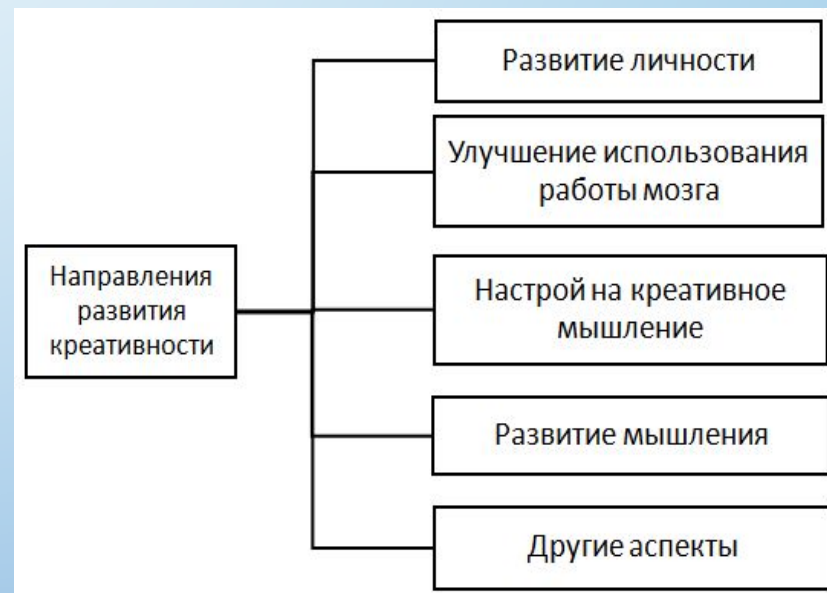 Развитие личности
Улучшение использования
работы мозга
Направления
развития
креативности
Настрой на креативное
мышление
Развитие мышления
Другие аспекты